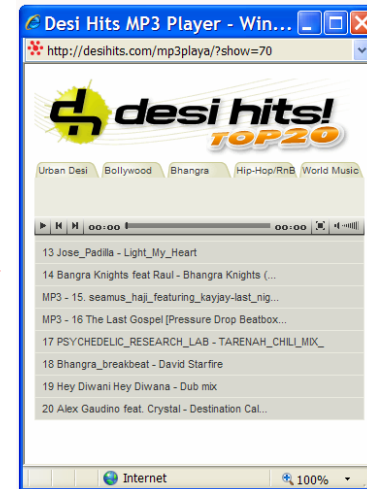 Desi Hits MP3 Player - Win...
http://desihits.com/mp3playa/?show=70
dh desi hits!
TOP20
Urban Desi Bollywood Bhangra Hip-Hop/RnB World Music
00:00 00:00
13 Jose_Padilla - Light_My_Heart
14 Bangra Knights feat Raul - Bhangra Knights (...
MP3 - 15. seamus_haji_featuring_kayjay-last_nig...
MP3 - 16 The Last Gospel [Pressure Drop Beatbox...
17 PSYCHEDELIC_RESEARCH_LAB - TARENAH_CHILI_MIX_
18 Bhangra_breakbeat - David Starfire
19 Hey Diwani Hey Diwana - Dub mix
20 Alex Gaudino feat. Crystal - Destination Cal...
Internet 100%